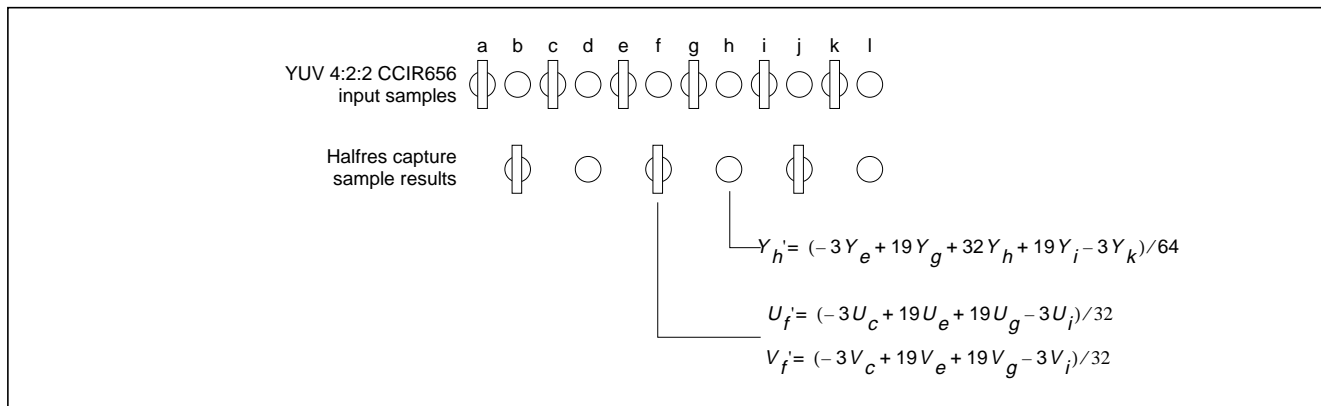 a b c d e f g h i j k l
YUV 4:2:2 CCIR656
input samples
Halfres capture
sample results
Y_h'= (– 3Y_e + 19Y_g + 32Y_h + 19Y_i – 3Y_k)/64
U_f'= (– 3U_c + 19U_e + 19U_g – 3U_i)/32
V_f'= (– 3V_c + 19V_e + 19V_g – 3V_i)/32